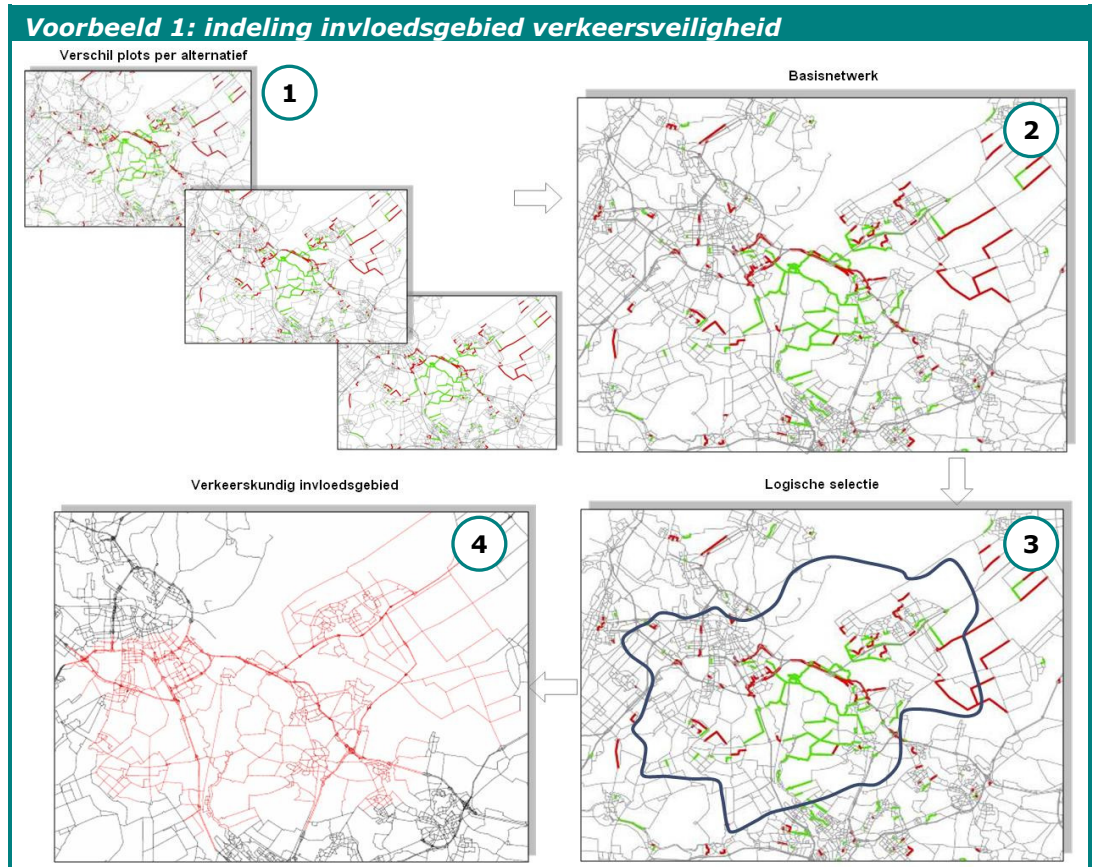 Voorbeeld 1: indeling invloedsgebied verkeersveiligheid
Verschil plots per alternatief
1
Basisnetwerk
2
Logische selectie
3
Verkeerskundig invloedsgebied
4